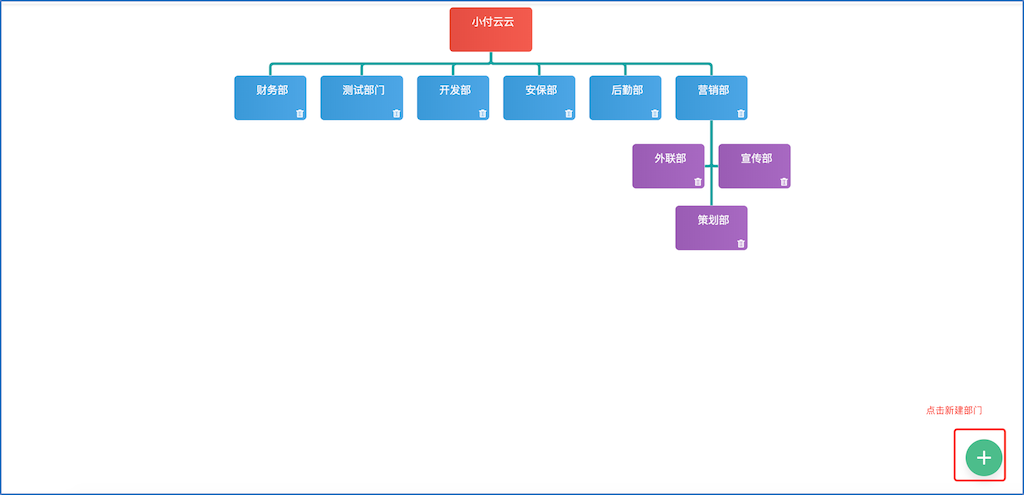 小付云云
财务部
测试部门
开发部
安保部
后勤部
营销部
外联部
宣传部
策划部
点击新建部门